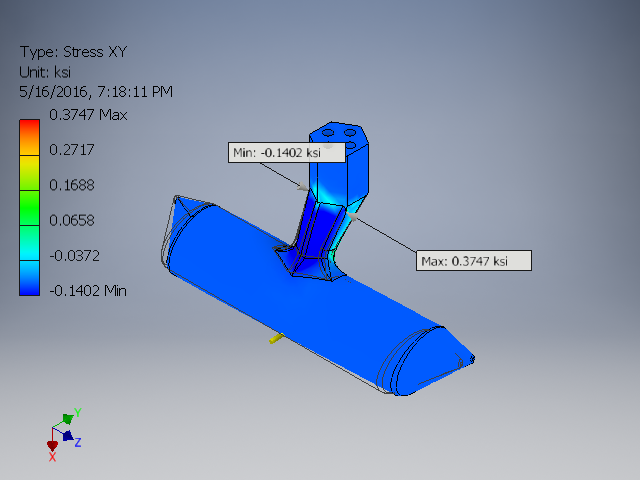 Type: Stress XY
Unit: ksi
5/16/2016, 7:18:11 PM
0.3747 Max
0.2717
0.1688
0.0658
-0.0372
-0.1402 Min
Min: -0.1402 ksi
Max: 0.3747 ksi
Y
Z
X